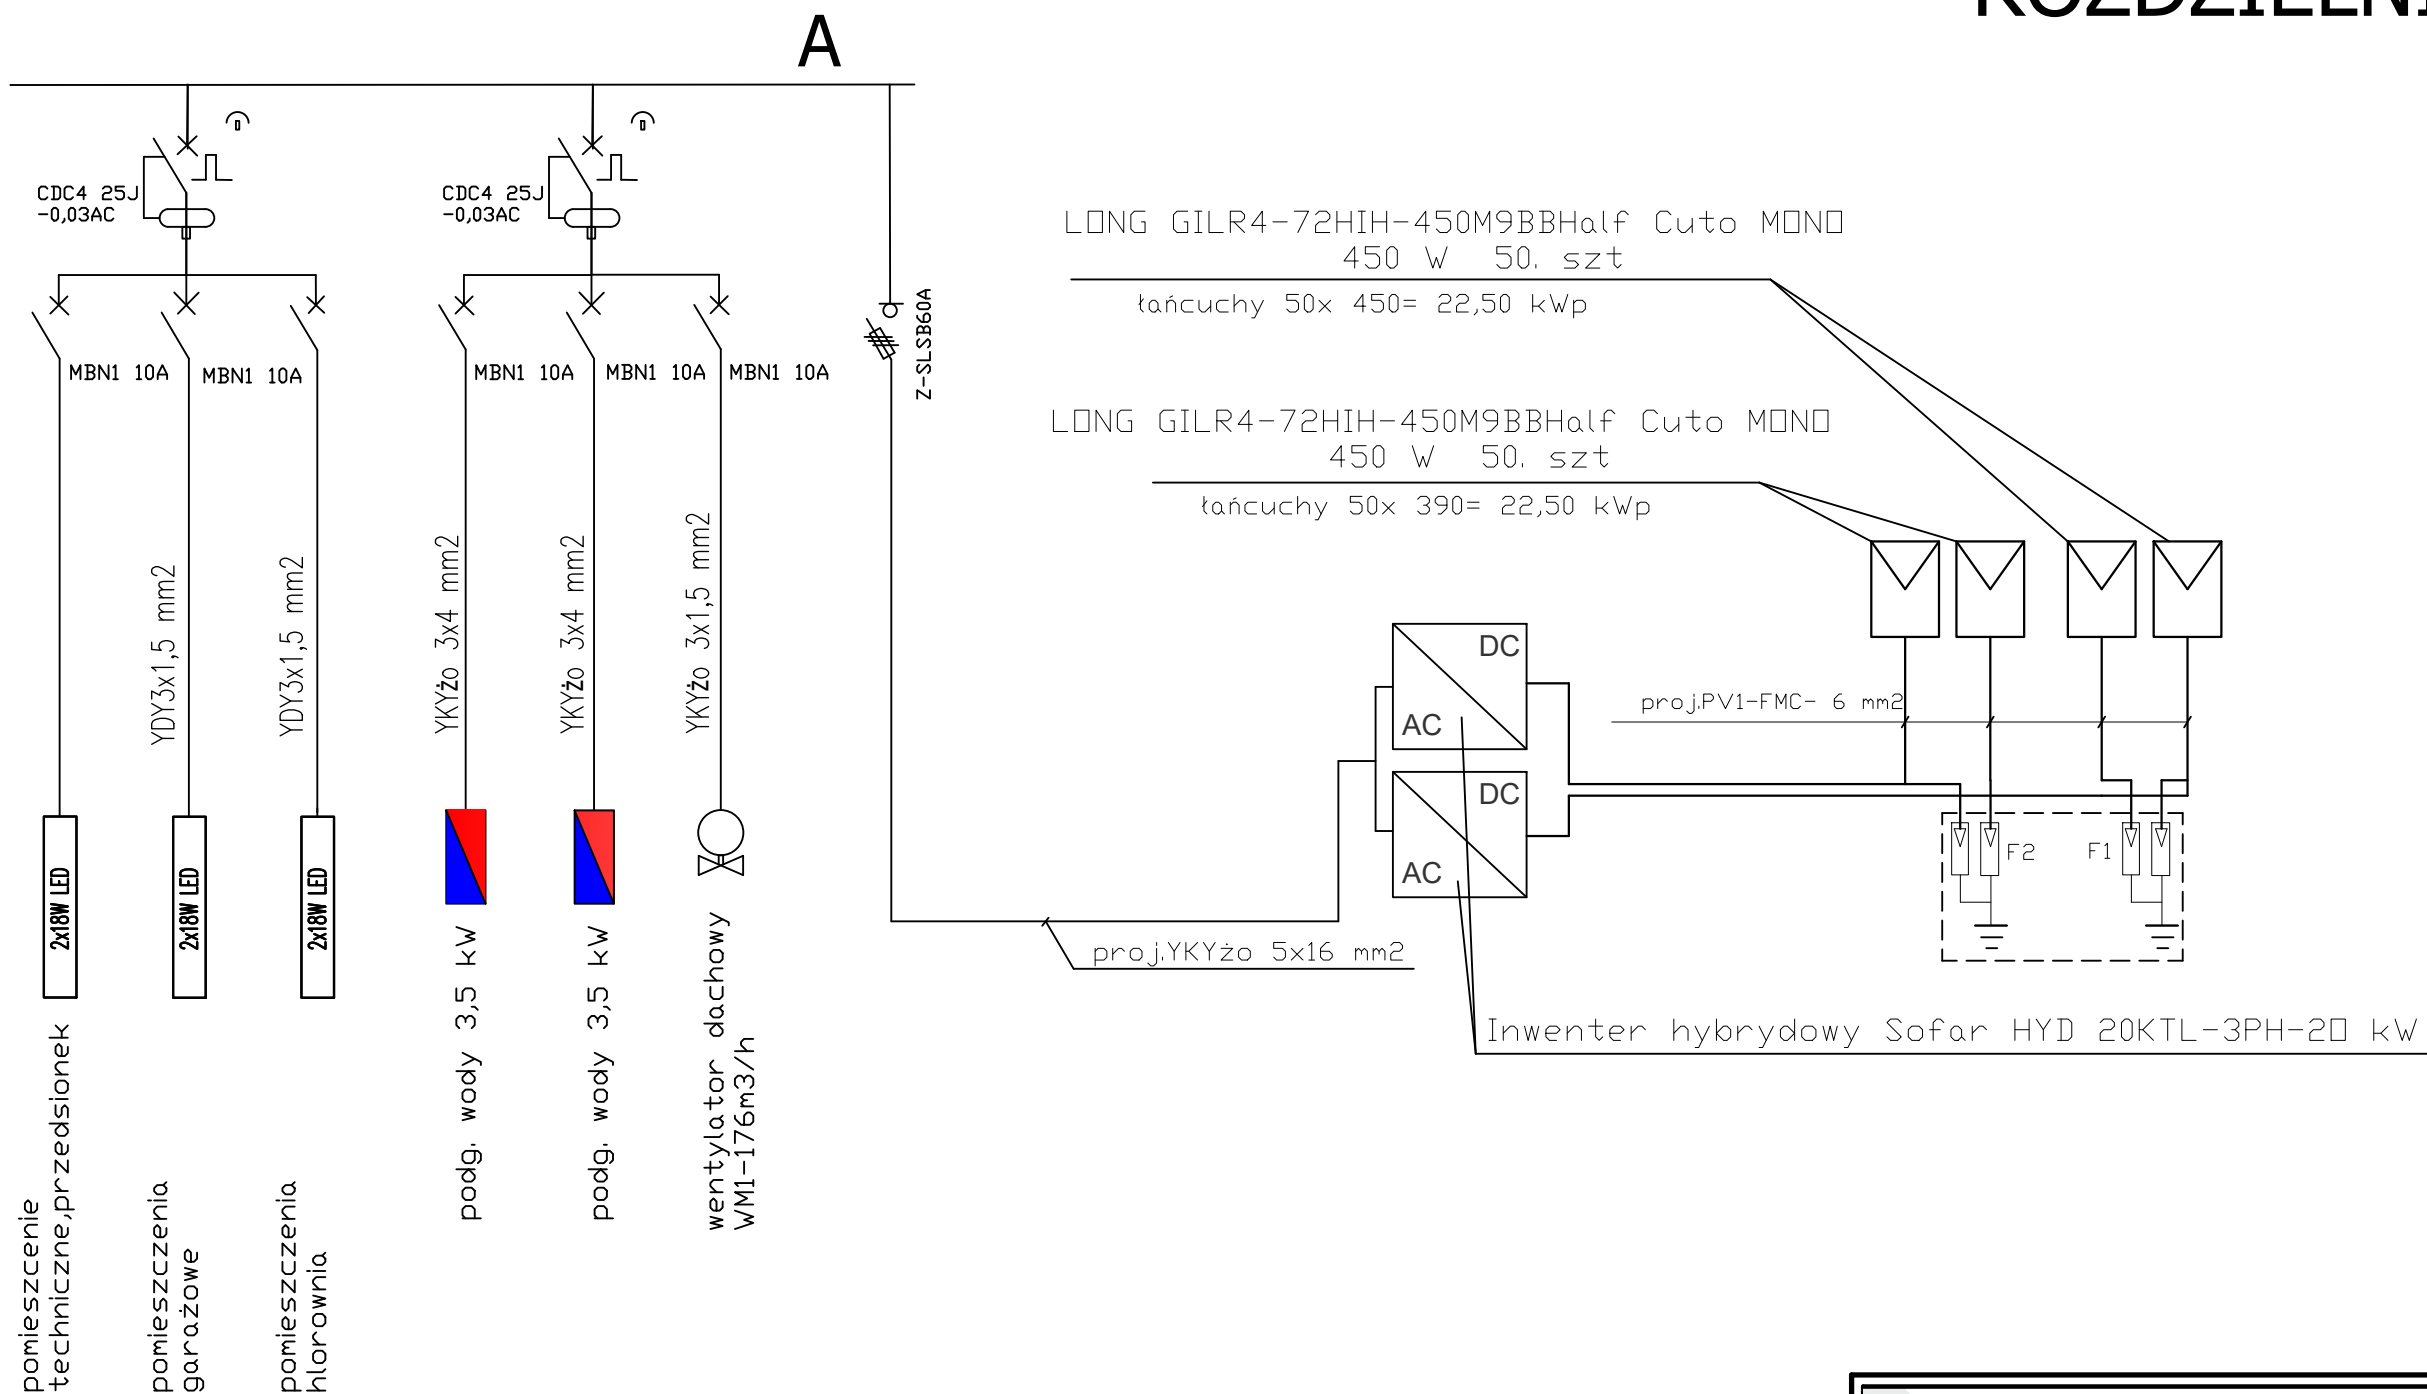 A
CDC4 25J
-0,03AC
CDC4 25J
-0,03AC
MBN1 10A
MBN1 10A
MBN1 10A
MBN1 10A
MBN1 10A
Z-SLSB60A
LONG GILR4-72HIH-450M9BBHalf Cuto MONO
450 W 50. szt
łańcuchy 50x 450= 22,50 kWp
LONG GILR4-72HIH-450M9BBHalf Cuto MONO
450 W 50. szt
łańcuchy 50x 390= 22,50 kWp
YDY3x1,5 mm2
YDY3x1,5 mm2
YKYżo 3x4 mm2
YKYżo 3x4 mm2
YKYżo 3x1,5 mm2
DC
AC
DC
AC
proj.PV1-FMC- 6 mm2
F2
F1
2x18W LED
2x18W LED
2x18W LED
proj.YKYżo 5x16 mm2
Inwenter hybrydowy Sofar HYD 20KTL-3PH-20 kW
pomieszcenie
techniczne,przedsionek
pomieszczenia
garażowe
pomieszczenia
hlorownia
podg. wody 3,5 kW
podg. wody 3,5 kW
wentylator dachowy
WM1-176m3/h